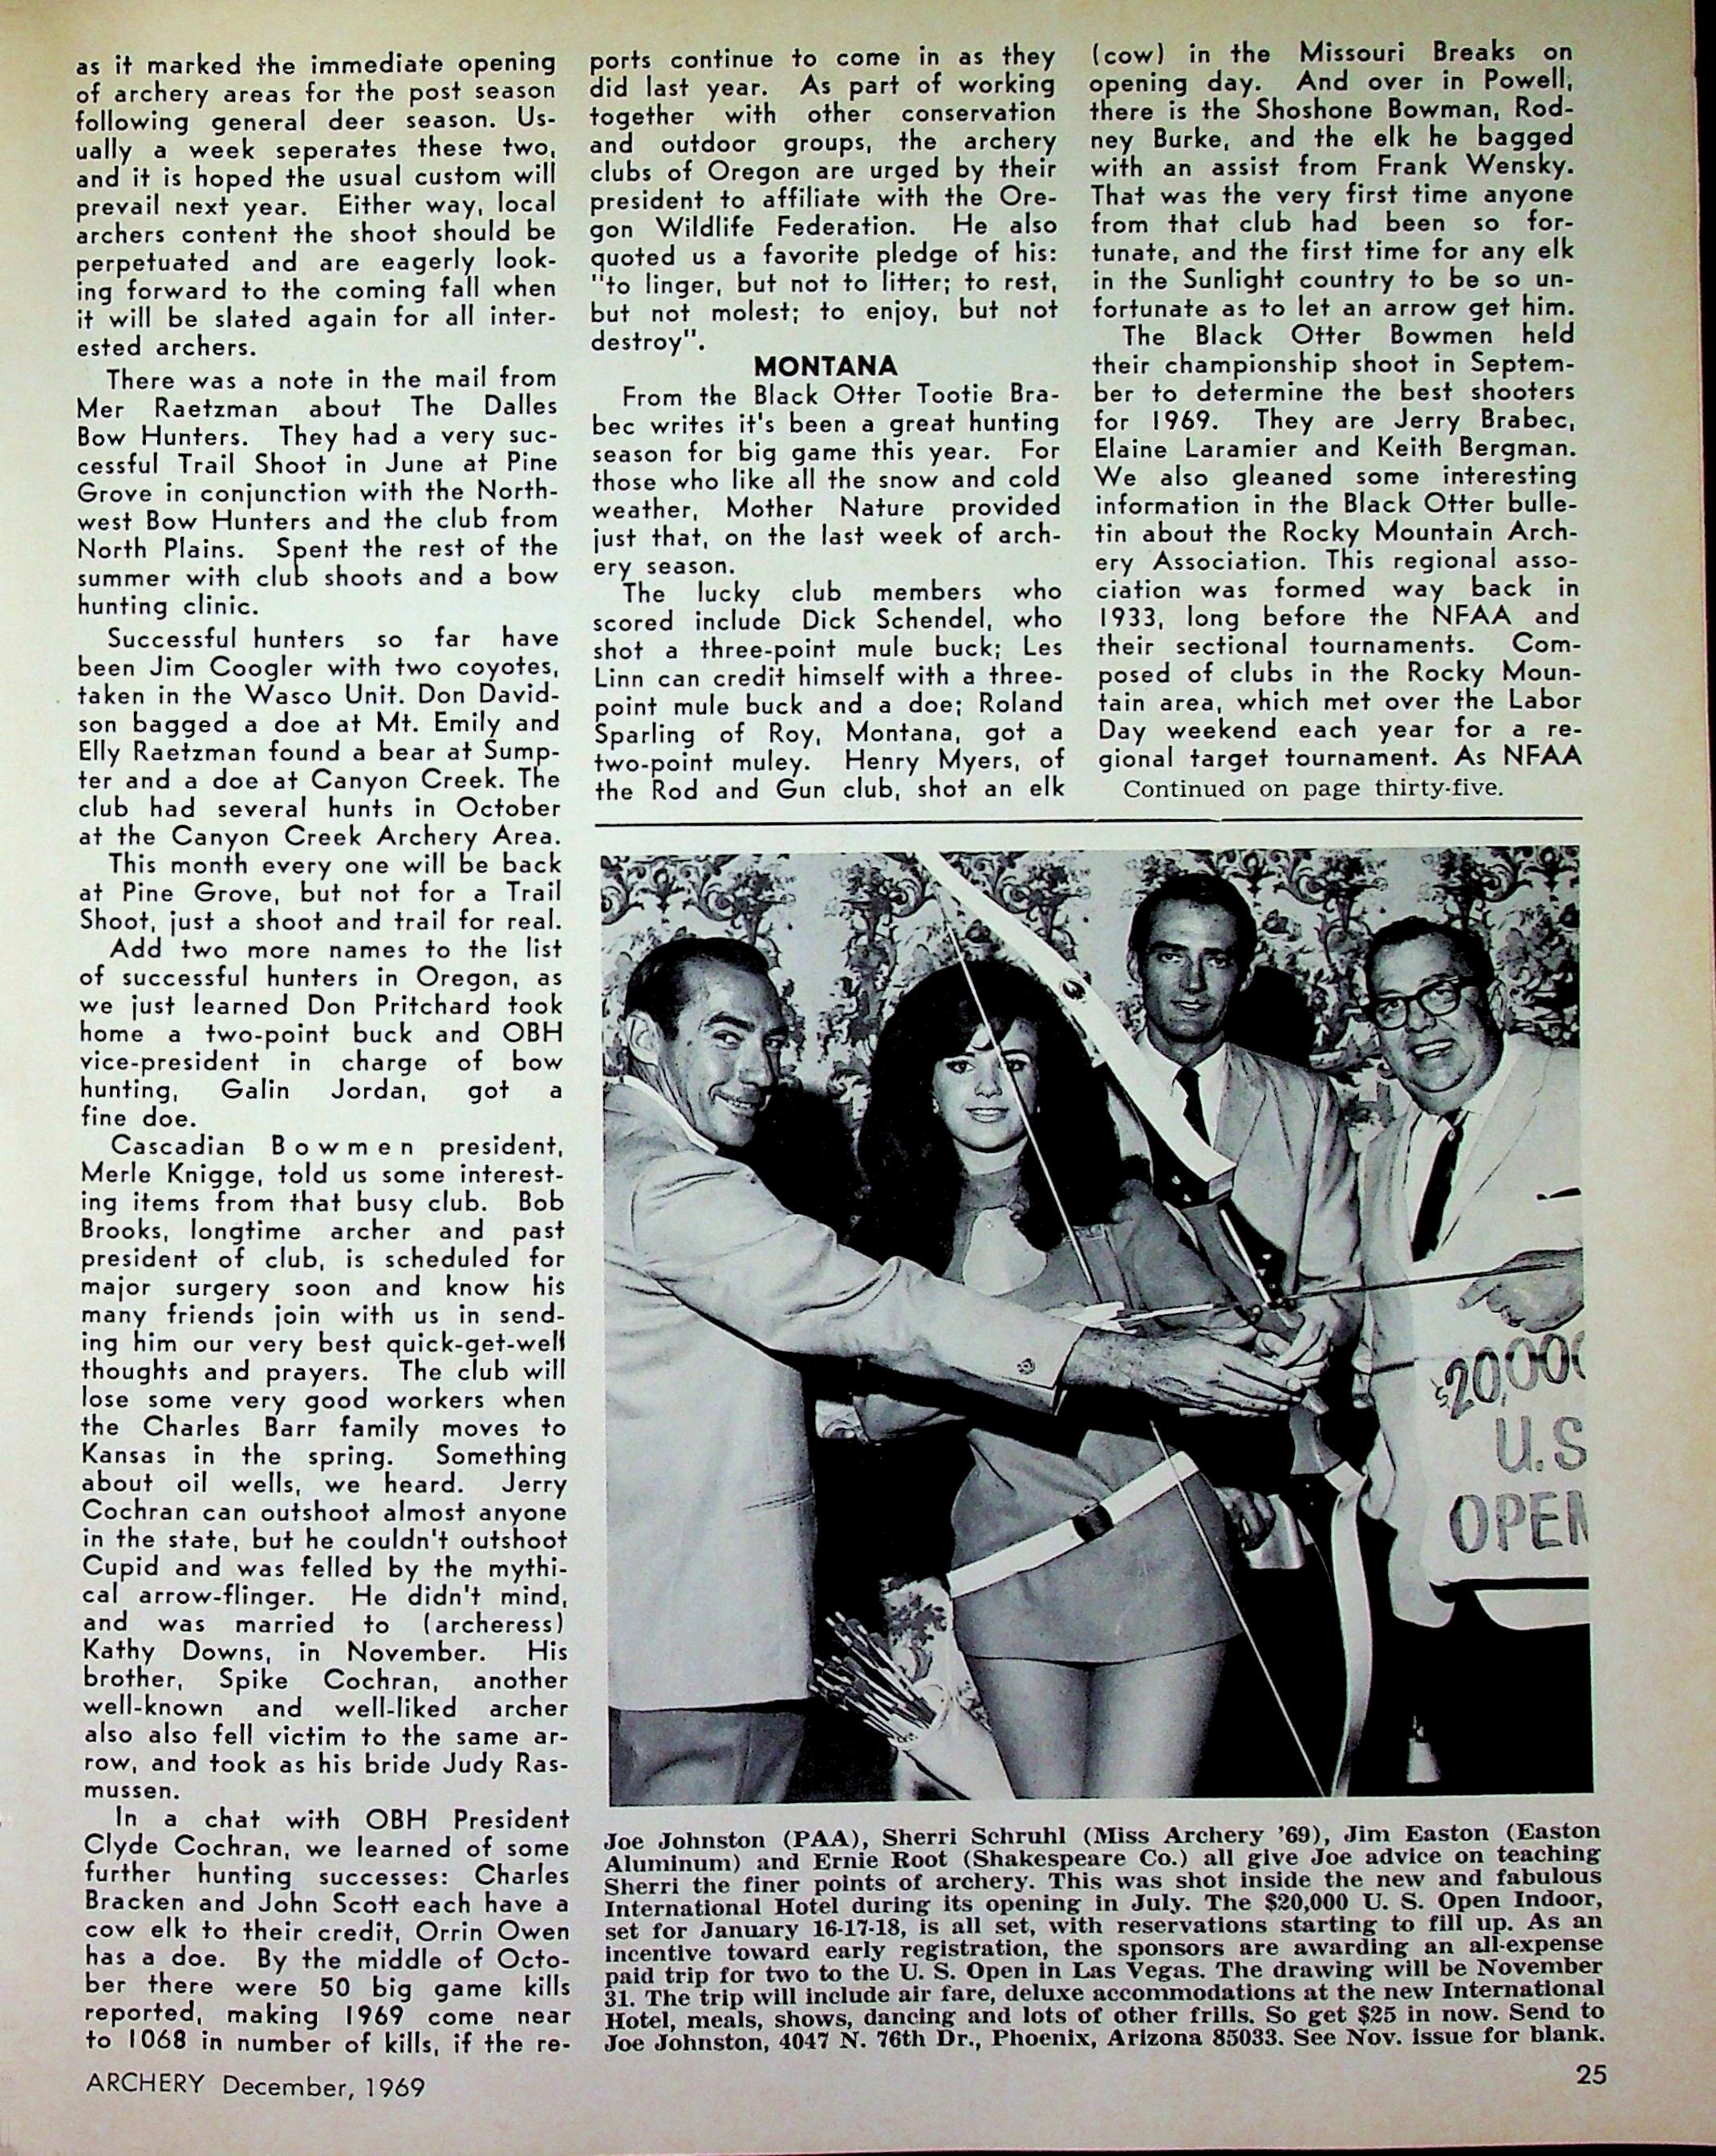 as it marked the immediate opening
of archery areas for the post season
following general deer season. Us-
ually a week seperates these two,
and it is hoped the usual custom will
prevail next year. Either way, local
archers content the shoot should be
perpetuated and are eagerly look-
ing forward to the coming fall when
it will be slated again for all inter-
ested archers.
There was a note in the mail from
Mer Raetzman about The Dalles
Bow Hunters. They had a very suc-
cessful Trail Shoot in June at Pine
Grove in conjunction with the North-
west Bow Hunters and the club from
North Plains. Spent the rest of the
summer with club shoots and a bow
hunting clinic.
Successful hunters so far have
been Jim Coogler with two coyotes,
taken in the Wasco Unit. Don David-
son bagged a doe at Mt. Emily and
Elly Raetzman found a bear at Sump-
ter and a doe at Canyon Creek. The
club had several hunts in October
at the Canyon Creek Archery Area.
This month every one will be back
at Pine Grove, but not for a Trail
Shoot, just a shoot and trail for real.
Add two more names to the list
of successful hunters in Oregon, as
we just learned Don Pritchard took
home a two-point buck and OBH
vice-president in charge of bow
hunting, Galin Jordan, got a
fine doe.
Cascadian Bowmen president,
Merle Knigge, told us some interest-
ing items from that busy club. Bob
Brooks, longtime archer and past
president of club, is scheduled for
major surgery soon and know his
many friends join with us in send-
ing him our very best quick-get-well
thoughts and prayers. The club will
lose some very good workers when
the Charles Barr family moves to
Kansas in the spring. Something
about oil wells, we heard. Jerry
Cochran can outshoot almost anyone
in the state, but he couldn't outshoot
Cupid and was felled by the mythi-
cal arrow-flinger. He didn't mind,
and was married to (archeress)
Kathy Downs, in November. His
brother, Spike Cochran, another
well-known and well-liked archer
also also fell victim to the same ar-
row, and took as his bride Judy Ras-
mussen.
In a chat with OBH President
Clyde Cochran, we learned of some
further hunting successes: Charles
Bracken and John Scott each have a
cow elk to their credit, Orrin Owen
has a doe. By the middle of Octo-
ber there were 50 big game kills
reported, making 1969 come near
to 1068 in number of kills, if the re-
ports continue to come in as they
did last year. As part of working
together with other conservation
and outdoor groups, the archery
clubs of Oregon are urged by their
president to affiliate with the Ore-
gon Wildlife Federation. He also
quoted us a favorite pledge of his:
"to linger, but not to litter; to rest,
but not molest; to enjoy, but not
destroy".
MONTANA
From the Black Otter Tootie Bra-
bec writes it's been a great hunting
season for big game this year. For
those who like all the snow and cold
weather, Mother Nature provided
just that, on the last week of arch-
ery season.
The lucky club members who
scored include Dick Schendel, who
shot a three-point mule buck; Les
Linn can credit himself with a three-
point mule buck and a doe; Roland
Sparling of Roy, Montana, got a
two-point muley. Henry Myers, of
the Rod and Gun club, shot an elk
(cow) in the Missouri Breaks on
opening day. And over in Powell,
there is the Shoshone Bowman, Rod-
ney Burke, and the elk he bagged
with an assist from Frank Wensky.
That was the very first time anyone
from that club had been so for-
tunate, and the first time for any elk
in the Sunlight country to be so un-
fortunate as to let an arrow get him.
The Black Otter Bowmen held
their championship shoot in Septem-
ber to determine the best shooters
for 1969. They are Jerry Brabec,
Elaine Laramier and Keith Bergman.
We also gleaned some interesting
information in the Black Otter bulle-
tin about the Rocky Mountain Arch-
ery Association. This regional asso-
ciation was formed way back in
1933, long before the NFAA and
their sectional tournaments. Com-
posed of clubs in the Rocky Moun-
tain area, which met over the Labor
Day weekend each year for a re-
gional target tournament. As NFAA
Continued on page thirty-five.
$20,000
U.S
OPEN
Joe Johnston (PAA), Sherri Schruhl (Miss Archery '69), Jim Easton (Easton
Aluminum) and Ernie Root (Shakespeare Co.) all give Joe advice on teaching
Sherri the finer points of archery. This was shot inside the new and fabulous
International Hotel during its opening in July. The $20,000 U. S. Open Indoor,
set for January 16-17-18, is all set, with reservations starting to fill up. As an
incentive toward early registration, the sponsors are awarding an all-expense
paid trip for two to the U. S. Open in Las Vegas. The drawing will be November
31. The trip will include air fare, deluxe accommodations at the new International
Hotel, meals, shows, dancing and lots of other frills. So get $25 in now. Send to
Joe Johnston, 4047 N. 76th Dr., Phoenix, Arizona 85033. See Nov. issue for blank.
ARCHERY December, 1969
25